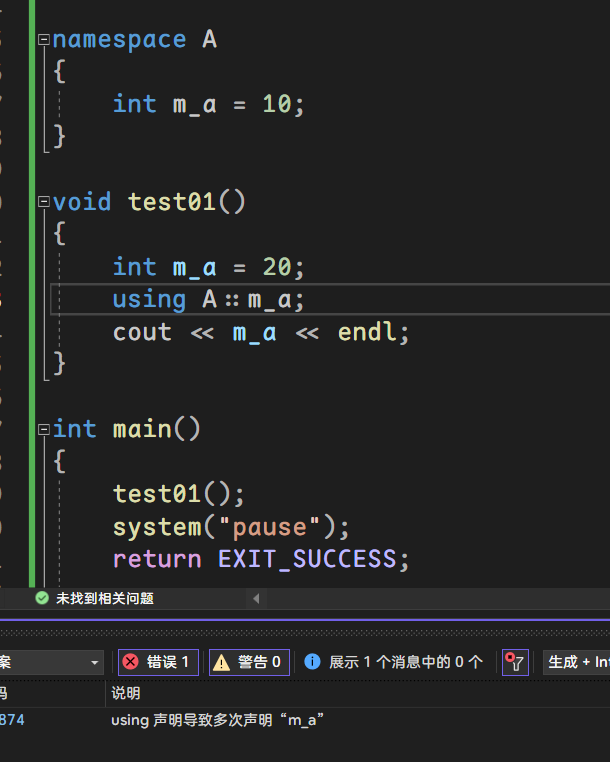 namespace A
{
int m_a = 10;
}
void test01()
{
int m_a = 20;
using A::m_a;
cout << m_a << endl;
}
int main()
{
test01();
system("pause");
return EXIT_SUCCESS;
未找到相关问题
案 错误 1 警告 0 展示 1 个消息中的 0 个 生成 + Int
码 说明
874 using 声明导致多次声明“m_a”